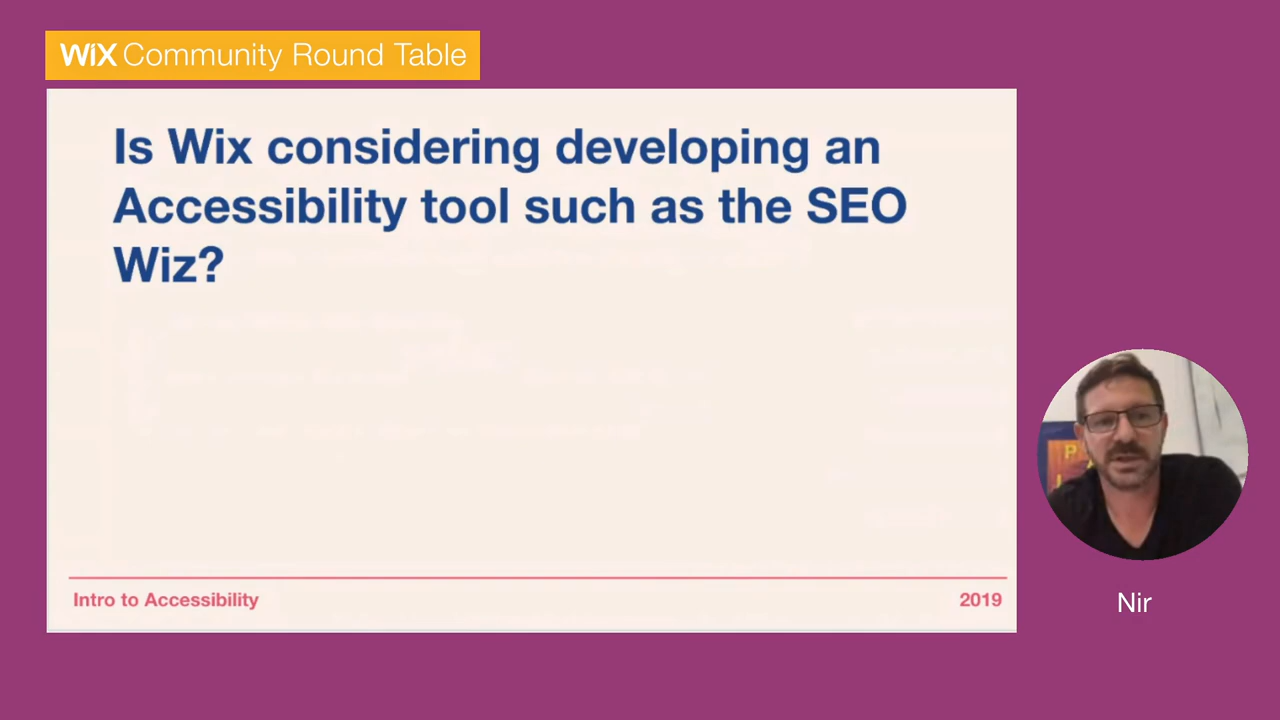 WiX Community Round Table
Is Wix considering developing an
Accessibility tool such as the SEO
Wiz?
Intro to Accessibility
2019
Nir